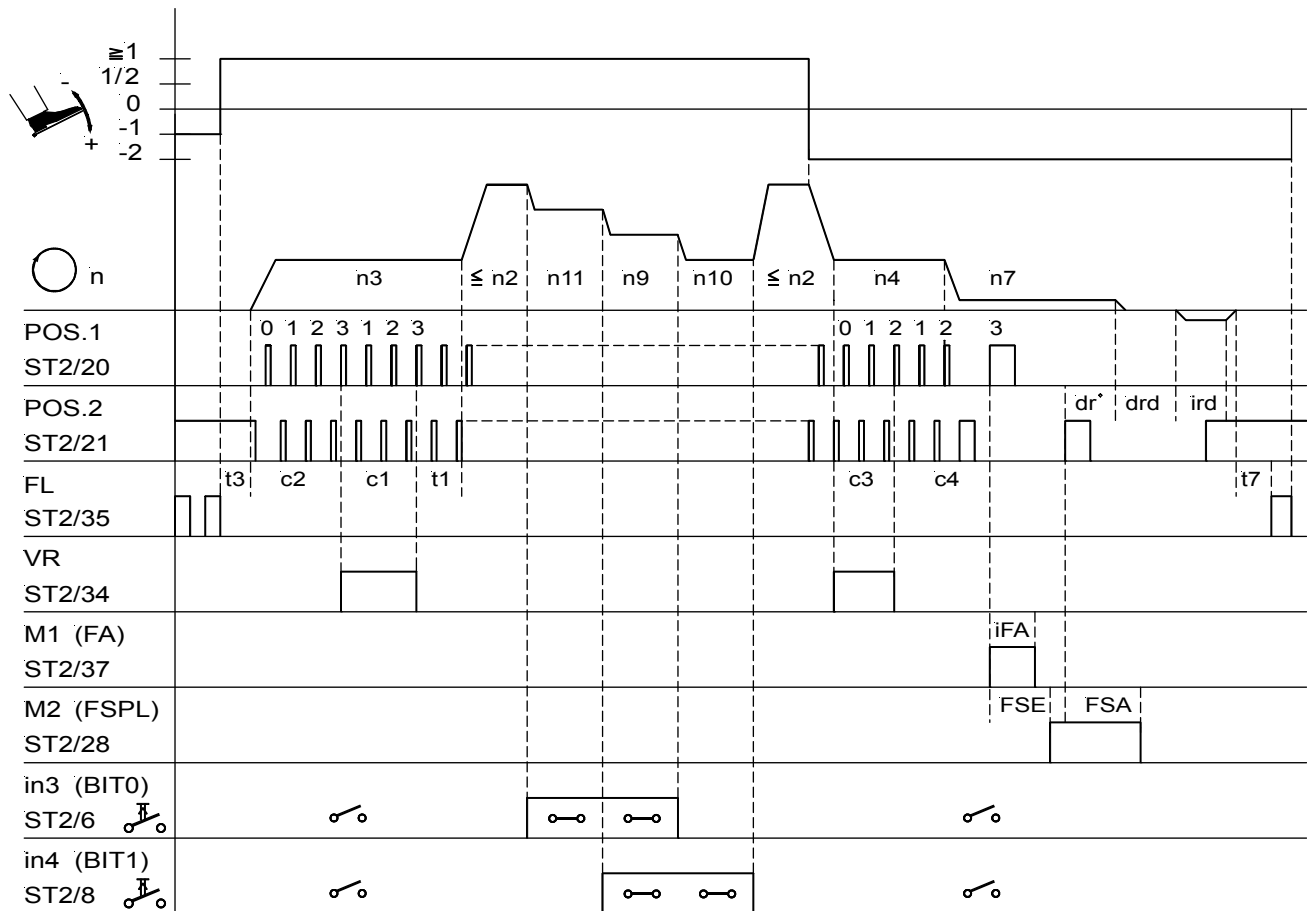 ≧1
1/2
-
0
-1
+
-2
n
n3
≦ n2
n11
n9
n10
≦ n2
n4
n7
POS.1
0 1 2 3 1 2 3
0 1 2 1 2
3
ST2/20
POS.2
dr*
drd
ird
ST2/21
FL
t3
c2
c1
t1
c3
c4
t7
ST2/35
VR
ST2/34
M1 (FA)
iFA
ST2/37
M2 (FSPL)
FSE
FSA
ST2/28
in3 (BIT0)
ST2/6
in4 (BIT1)
ST2/8